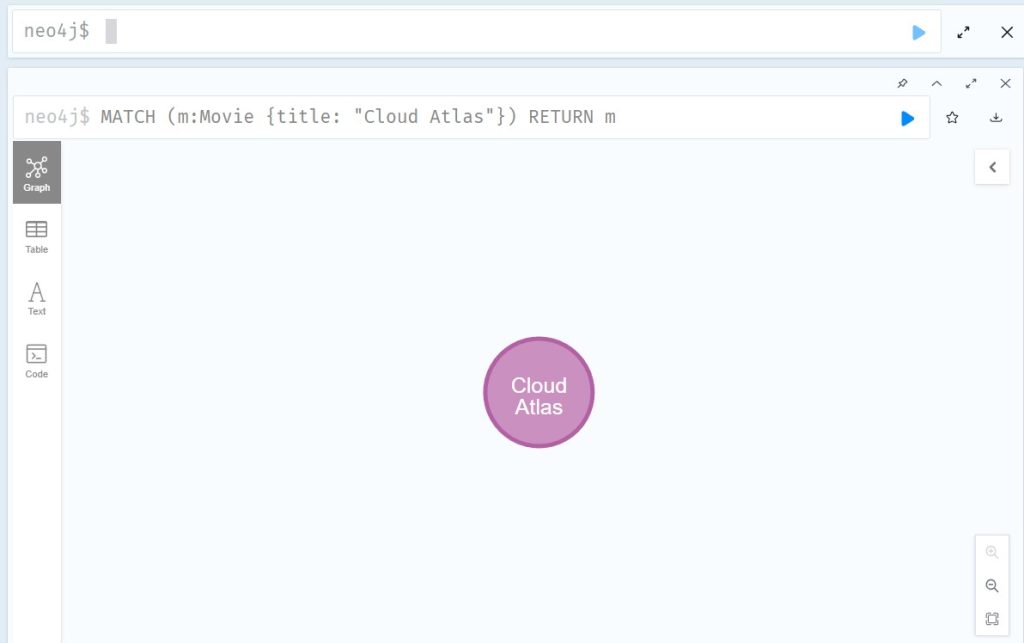 neo4j$
neo4j$ MATCH (m:Movie {title: "Cloud Atlas"}) RETURN m
Graph
Table
A
Text
Code
Cloud
Atlas